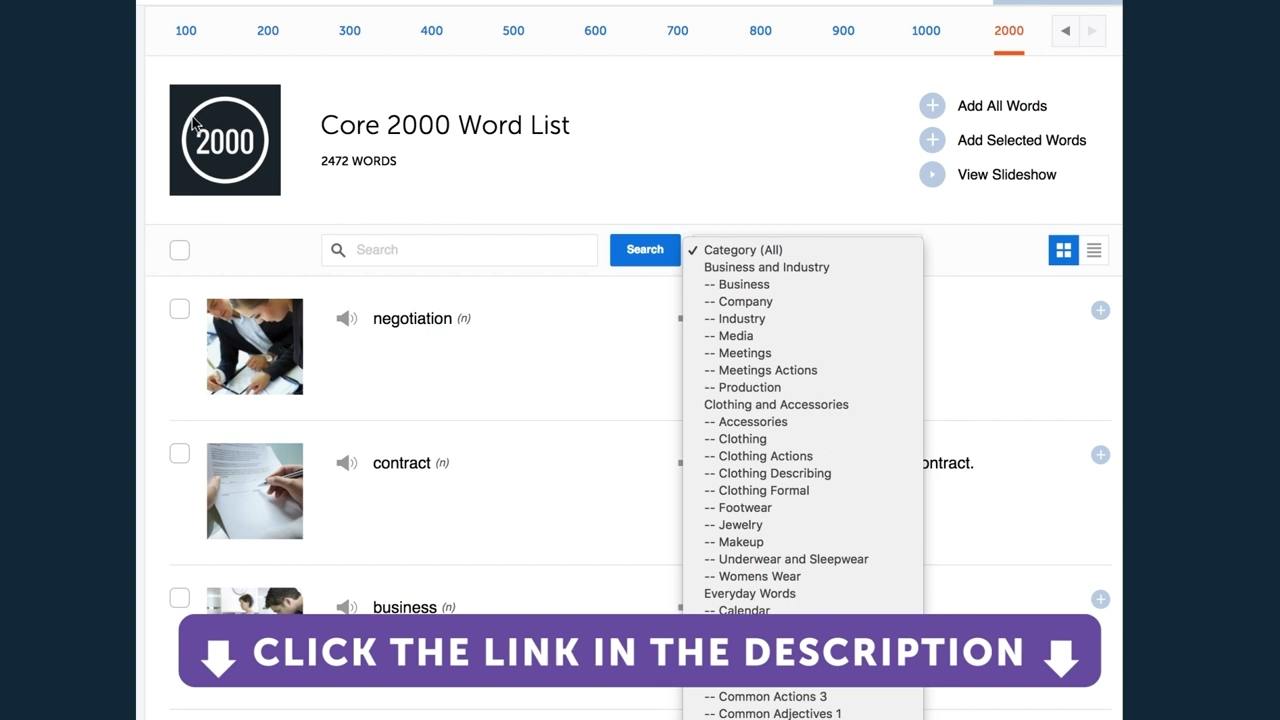 100 200 300 400 500 600 700 800 900 1000 2000
2000
Core 2000 Word List
2472 WORDS
Add All Words
Add Selected Words
View Slideshow
Search
Search
Category (All)
Business and Industry
-- Business
-- Company
-- Industry
-- Media
-- Meetings
-- Meetings Actions
-- Production
Clothing and Accessories
-- Accessories
-- Clothing
-- Clothing Actions
-- Clothing Describing
-- Clothing Formal
-- Footwear
-- Jewelry
-- Makeup
-- Underwear and Sleepwear
-- Womens Wear
Everyday Words
-- Calendar
-- Common Actions 3
-- Common Adjectives 1
negotiation (n)
contract (n)
business (n)
CLICK THE LINK IN THE DESCRIPTION